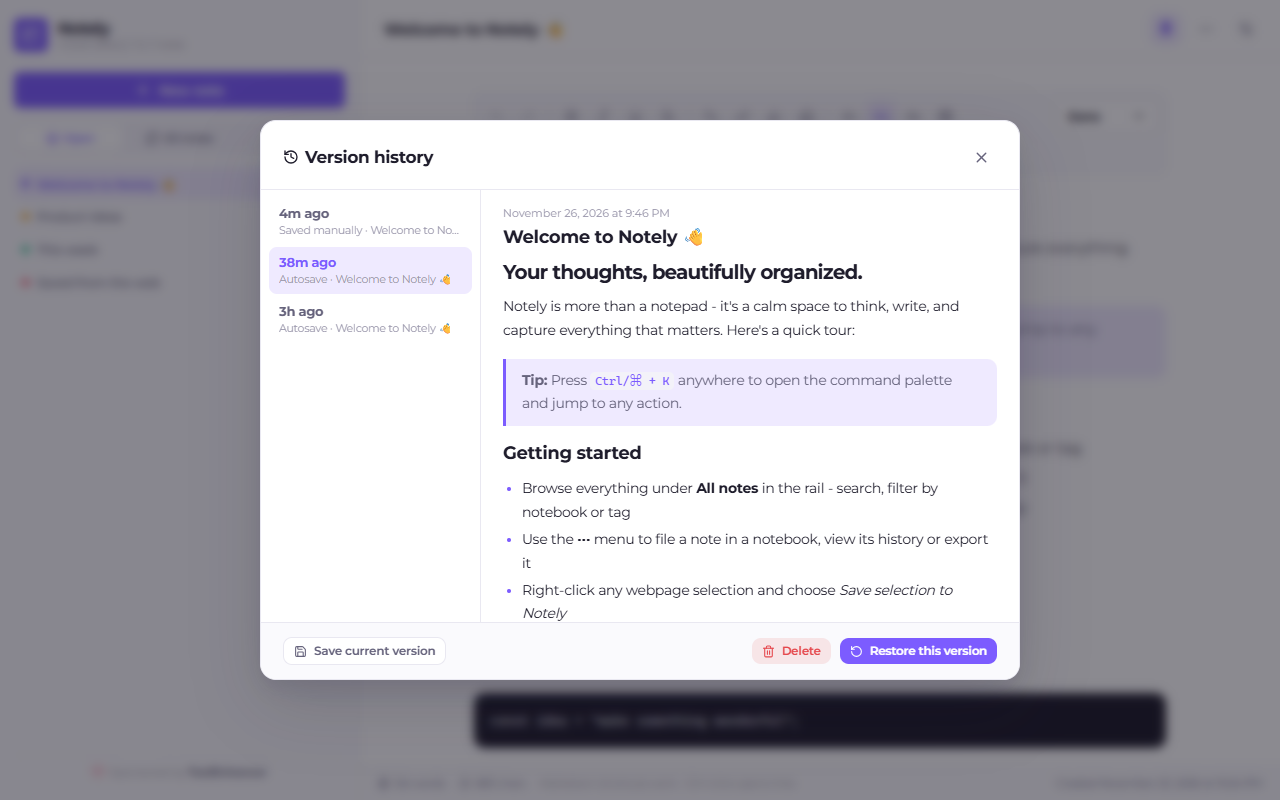 Notely
New note
Welcome to Notely 👋
Version history
4m ago
Saved manually · Welcome to No...
38m ago
Autosave · Welcome to Notely 👋
3h ago
Autosave · Welcome to Notely 👋
November 26, 2026 at 9:46 PM
Welcome to Notely 👋
Your thoughts, beautifully organized.
Notely is more than a notepad - it's a calm space to think, write, and
capture everything that matters. Here's a quick tour:
Tip: Press Ctrl/⌘ + K anywhere to open the command palette
and jump to any action.
Getting started
• Browse everything under All notes in the rail - search, filter by
notebook or tag
• Use the ··· menu to file a note in a notebook, view its history or export
it
• Right-click any webpage selection and choose Save selection to
Notely
Save current version
Delete
Restore this version